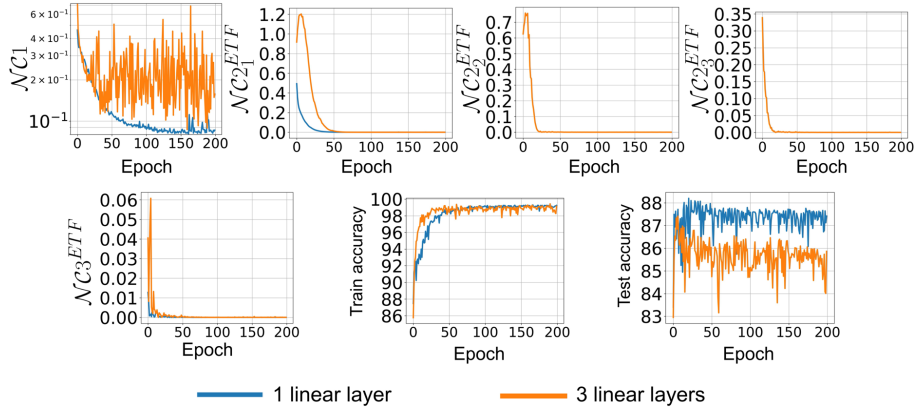 𝒩𝒞1
6 × 10⁻¹
4 × 10⁻¹
3 × 10⁻¹
2 × 10⁻¹
10⁻¹
0 50 100 150 200
Epoch
𝒩𝒞2₁^ETF
1.2
1.0
0.8
0.6
0.4
0.2
0.0
0 50 100 150 200
Epoch
𝒩𝒞2₂^ETF
0.7
0.6
0.5
0.4
0.3
0.2
0.1
0.0
0 50 100 150 200
Epoch
𝒩𝒞2₃^ETF
0.35
0.30
0.25
0.20
0.15
0.10
0.05
0.00
0 50 100 150 200
Epoch
𝒩𝒞3^ETF
0.06
0.05
0.04
0.03
0.02
0.01
0.00
0 50 100 150 200
Epoch
Train accuracy
100
98
96
94
92
90
88
86
0 50 100 150 200
Epoch
Test accuracy
88
87
86
85
84
83
0 50 100 150 200
Epoch
1 linear layer 3 linear layers